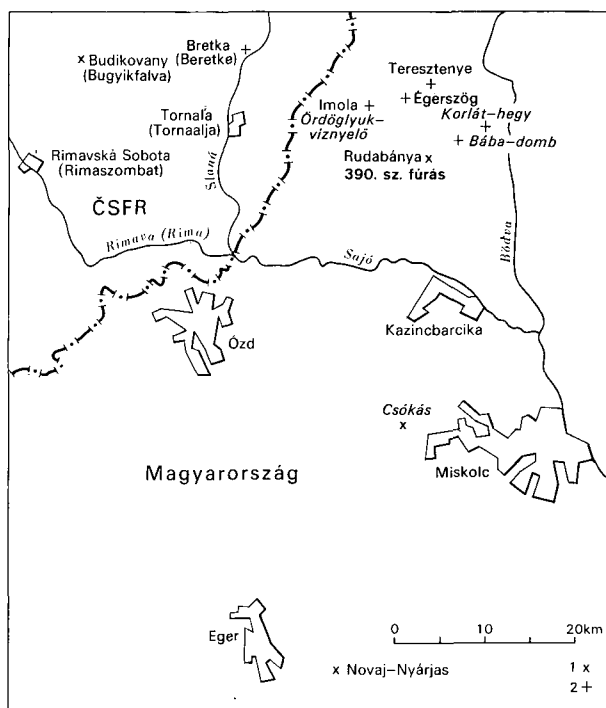 Bretka +
(Beretke)
x Budikovany
(Bugyikfalva)
Teresztenye
+
+ Égerszög
Korlát-hegy
+
+ Bába-domb
Imola +
Ördöglyuk-
víznyelő
Tornaľa
(Tornaalja)
Rudabánya x
390. sz. fúrás
Rimavská Sobota
(Rimaszombat)
Slaná
ČSFR
Rimava (Rima)
Sajó
Bódva
Kazincbarcika
Ózd
Csókás
x
Miskolc
Magyarország
Eger
0 10 20km
x Novaj-Nyárjas
1 x
2 +